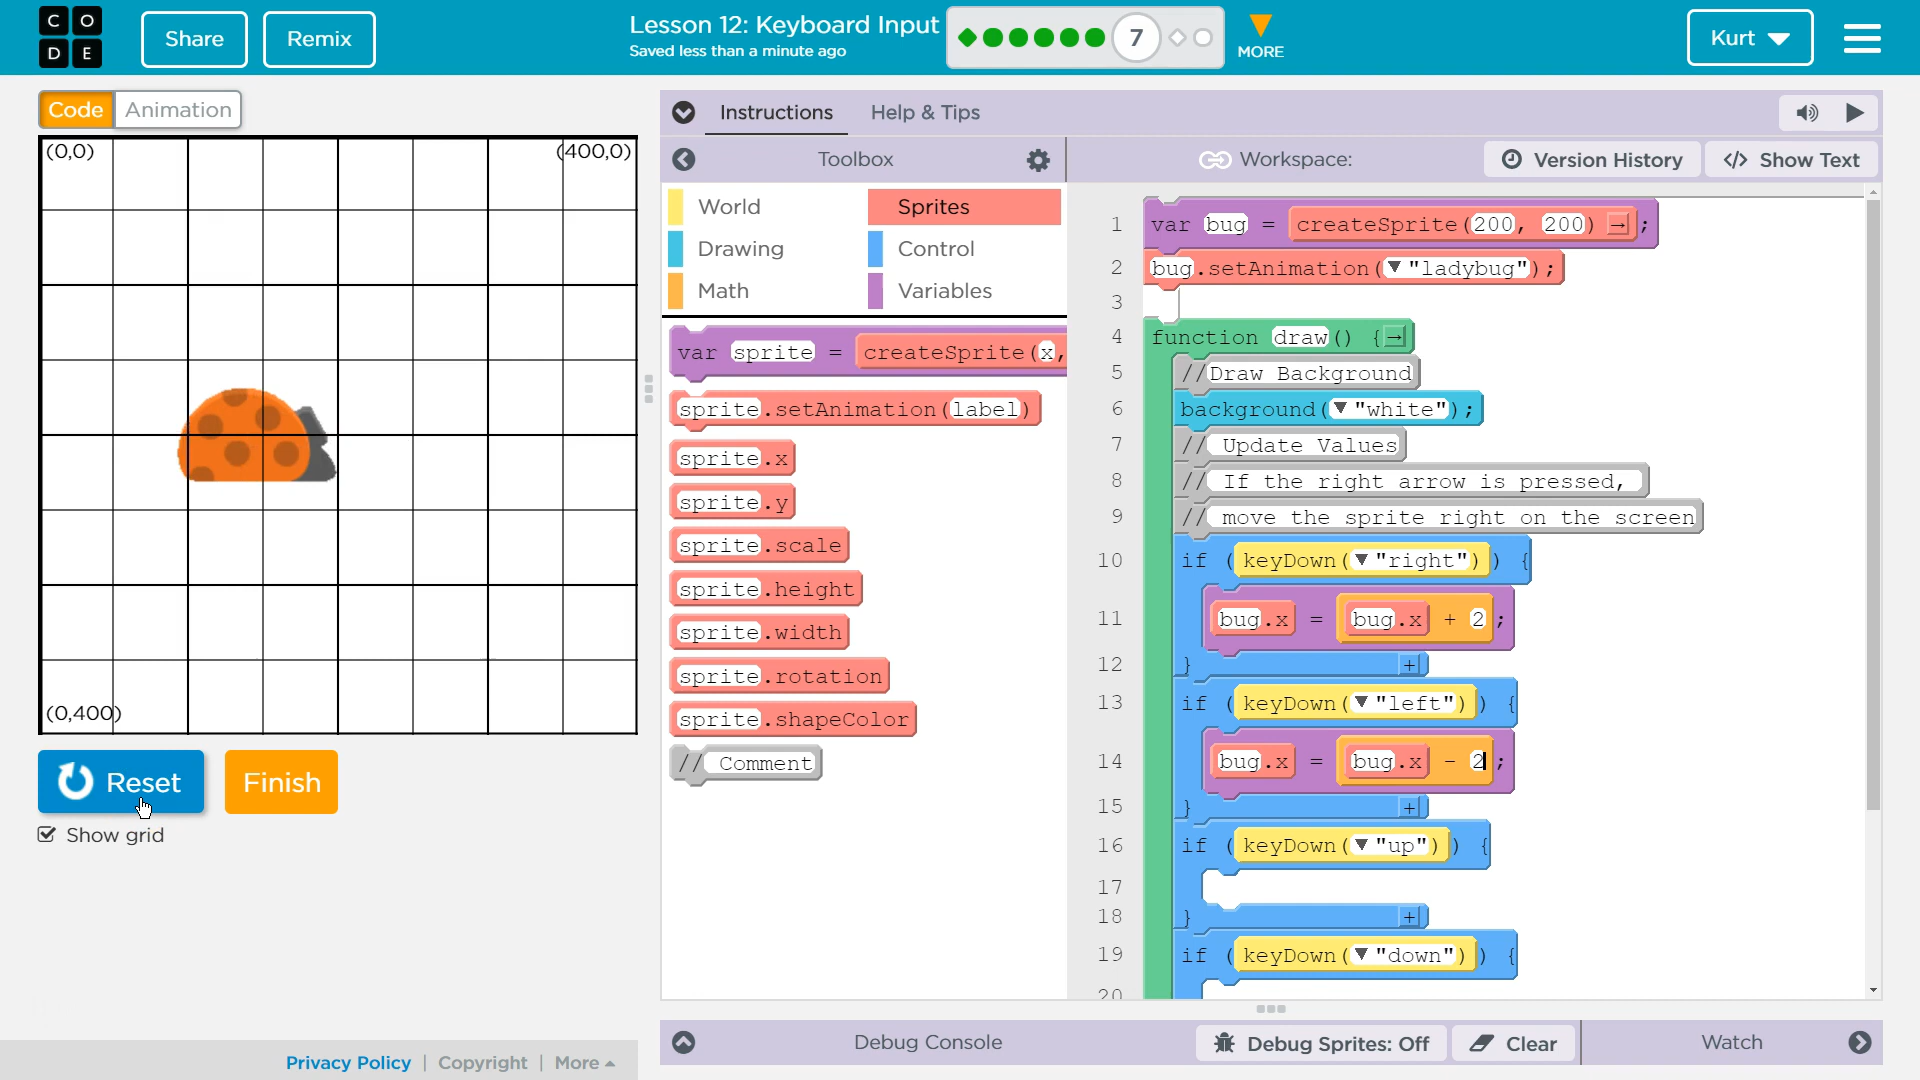 C O
D E
Share
Remix
Lesson 12: Keyboard Input
Saved less than a minute ago
7
MORE
Kurt
Code
Animation
(0,0)
(400,0)
(0,400)
Reset
Finish
Show grid
Instructions
Help & Tips
Toolbox
Workspace:
Version History
</> Show Text
World
Sprites
Drawing
Control
Math
Variables
var sprite = createSprite(x,
sprite.setAnimation(label)
sprite.x
sprite.y
sprite.scale
sprite.height
sprite.width
sprite.rotation
sprite.shapeColor
// Comment
1 var bug = createSprite(200, 200) → ;
2 bug.setAnimation(▼"ladybug");
3
4 function draw() { →
5 //Draw Background
6 background(▼"white");
7 // Update Values
8 // If the right arrow is pressed,
9 // move the sprite right on the screen
10 if (keyDown(▼"right")) {
11 bug.x = bug.x + 2;
12 } +
13 if (keyDown(▼"left")) {
14 bug.x = bug.x - 2;
15 } +
16 if (keyDown(▼"up")) {
17
18 } +
19 if (keyDown(▼"down")) {
20
Debug Console
Debug Sprites: Off
Clear
Watch
Privacy Policy | Copyright | More